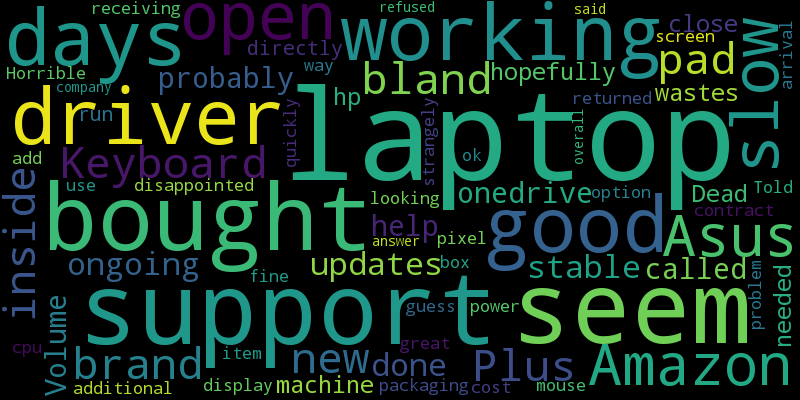 receiving
open
refused
said
days
working
close
slow
arrival
directly
screen
Horrible
way
bland
hopefully
pad
company
probably
hp
returned
wastes
driver
laptop
run
quickly
strangely
overall
add
Keyboard
ok
inside
use
disappointed
looking
onedrive
option
Dead
Told
bought
help
good
contract
answer
pixel
Asus
ongoing
updates
box
stable
called
needed
fine
problem
support
seem
guess
power
Volume
cpu
brand
item
new
great
done
Plus
Amazon
additional
display
machine
packaging
cost
mouse